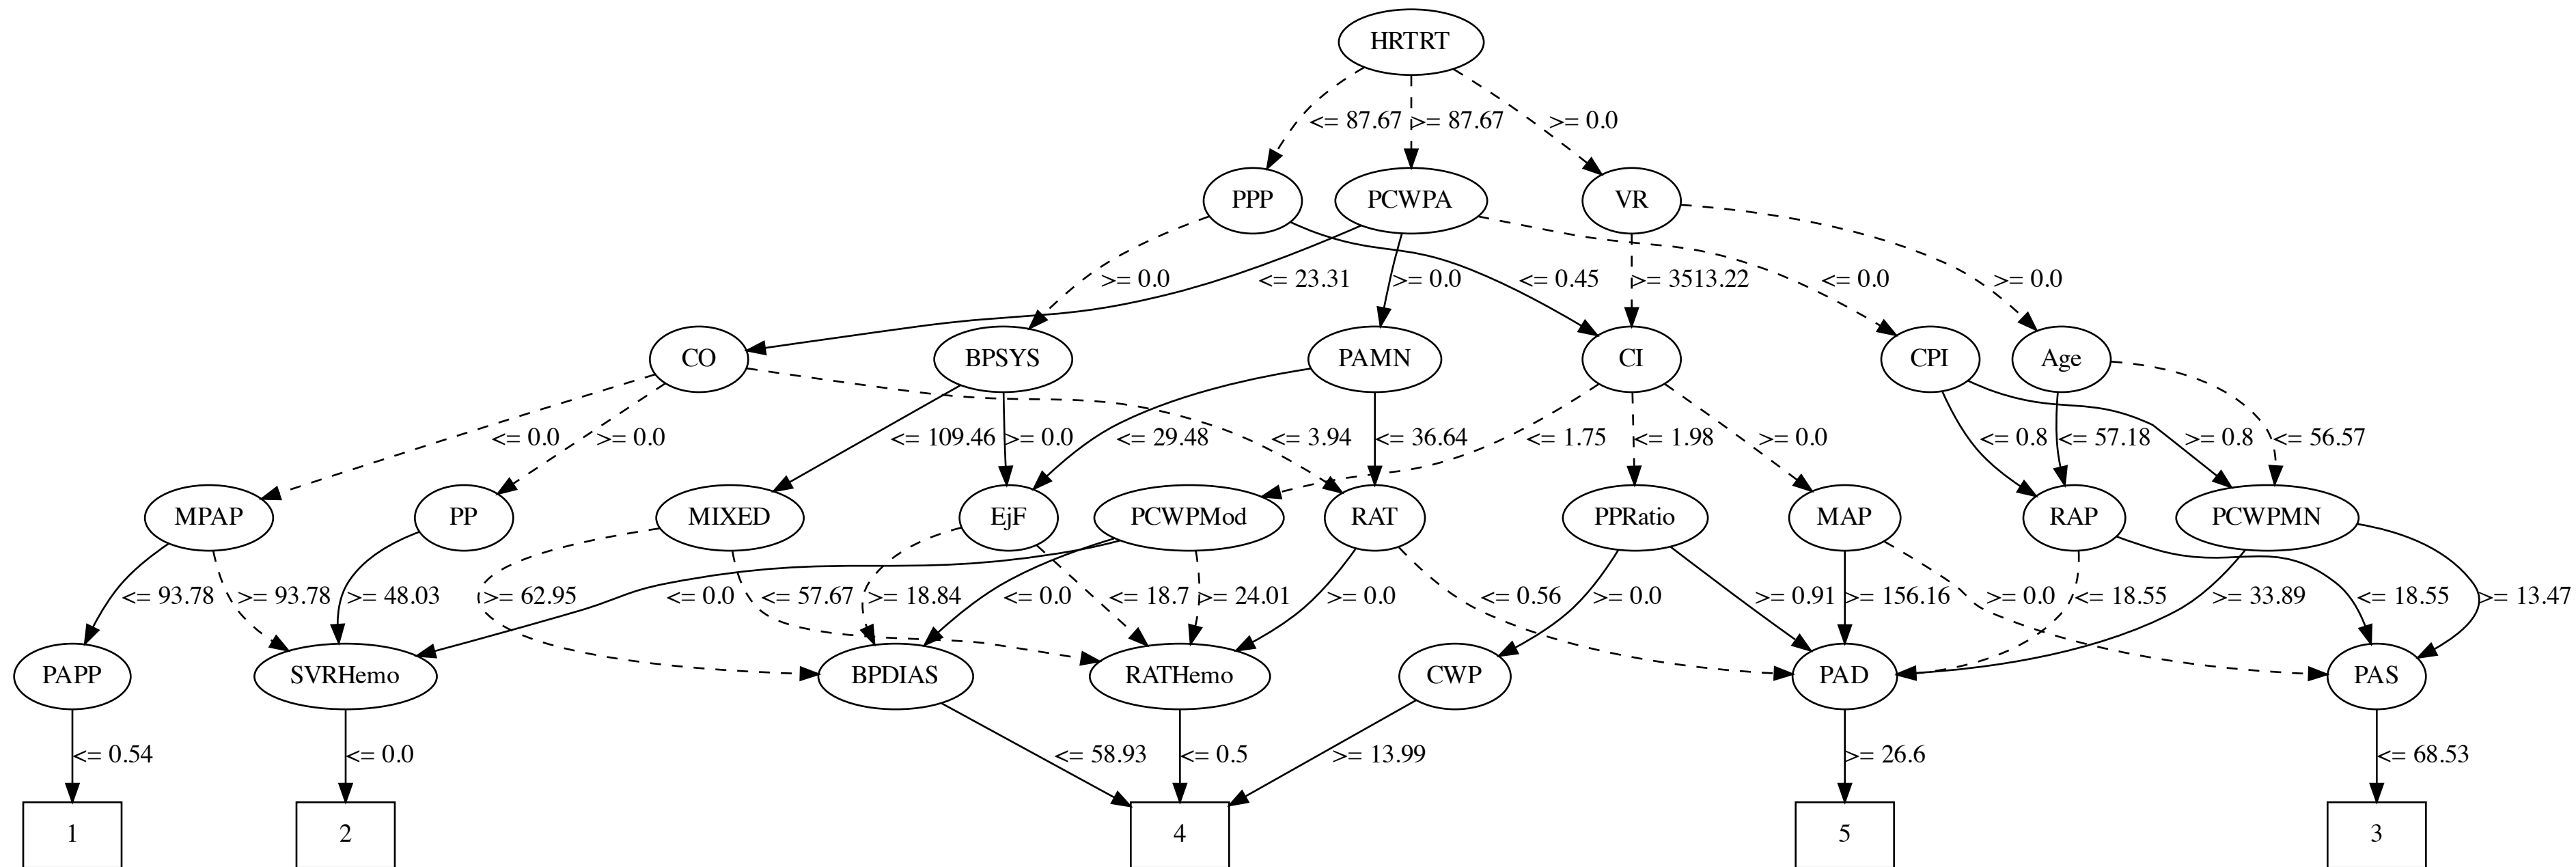 HRTRT
<= 87.67 >= 87.67 >= 0.0
PPP PCWPA VR
>= 0.0 <= 23.31 >= 0.0 <= 0.45 >= 3513.22 <= 0.0 >= 0.0
CO BPSYS PAMN CI CPI Age
<= 0.0 >= 0.0 <= 109.46 >= 0.0 <= 29.48 <= 3.94 <= 36.64 <= 1.75 <= 1.98 >= 0.0 <= 0.8 <= 57.18 >= 0.8 <= 56.57
MPAP PP MIXED EjF PCWPMod RAT PPRatio MAP RAP PCWPMN
<= 93.78 >= 93.78 >= 48.03 >= 62.95 <= 0.0 <= 57.67 >= 18.84 <= 0.0 <= 18.7 >= 24.01 >= 0.0 <= 0.56 >= 0.0 >= 0.91 >= 156.16 >= 0.0 <= 18.55 >= 33.89 <= 18.55 >= 13.47
PAPP SVRHemo BPDIAS RATHemo CWP PAD PAS
<= 0.54 <= 0.0 <= 58.93 <= 0.5 >= 13.99 >= 26.6 <= 68.53
1 2 4 5 3